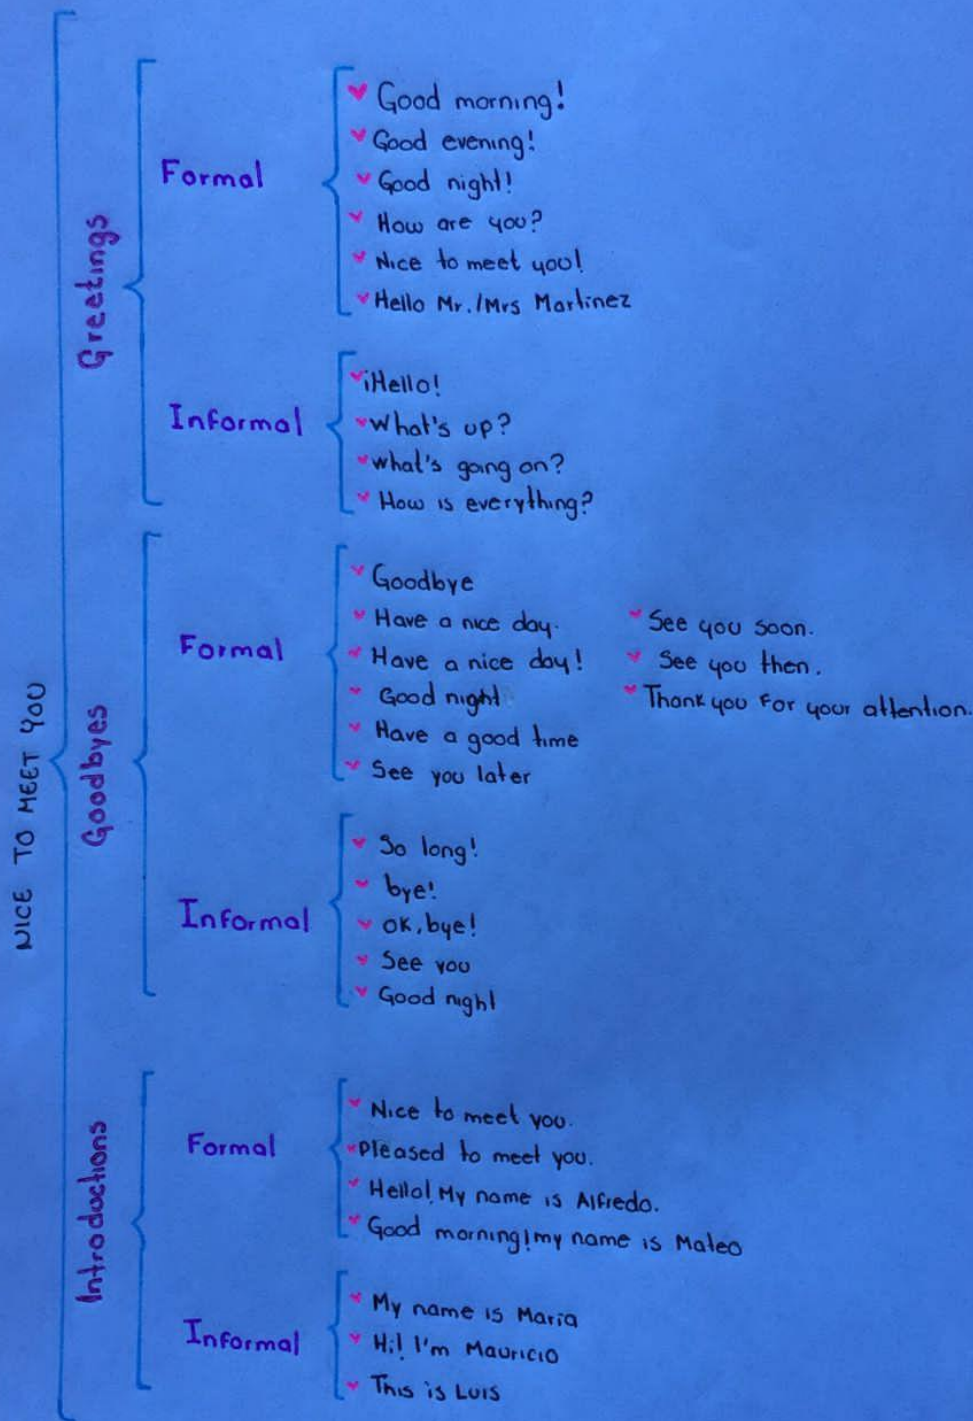 NICE TO MEET YOU
Greetings
Formal
Good morning!
Good evening!
Good night!
How are you?
Nice to meet you!
Hello Mr./Mrs Martinez
Informal
¡Hello!
What's up?
what's going on?
How is everything?
Goodbyes
Formal
Goodbye
Have a nice day.
Have a nice day!
Good night
Have a good time
See you later
See you soon.
See you then.
Thank you for your attention.
Informal
So long!
bye!
OK, bye!
See you
Good night
Introductions
Formal
Nice to meet you.
Pleased to meet you.
Hello! My name is Alfredo.
Good morning! my name is Mateo
Informal
My name is Maria
Hi! I'm Mauricio
This is Luis